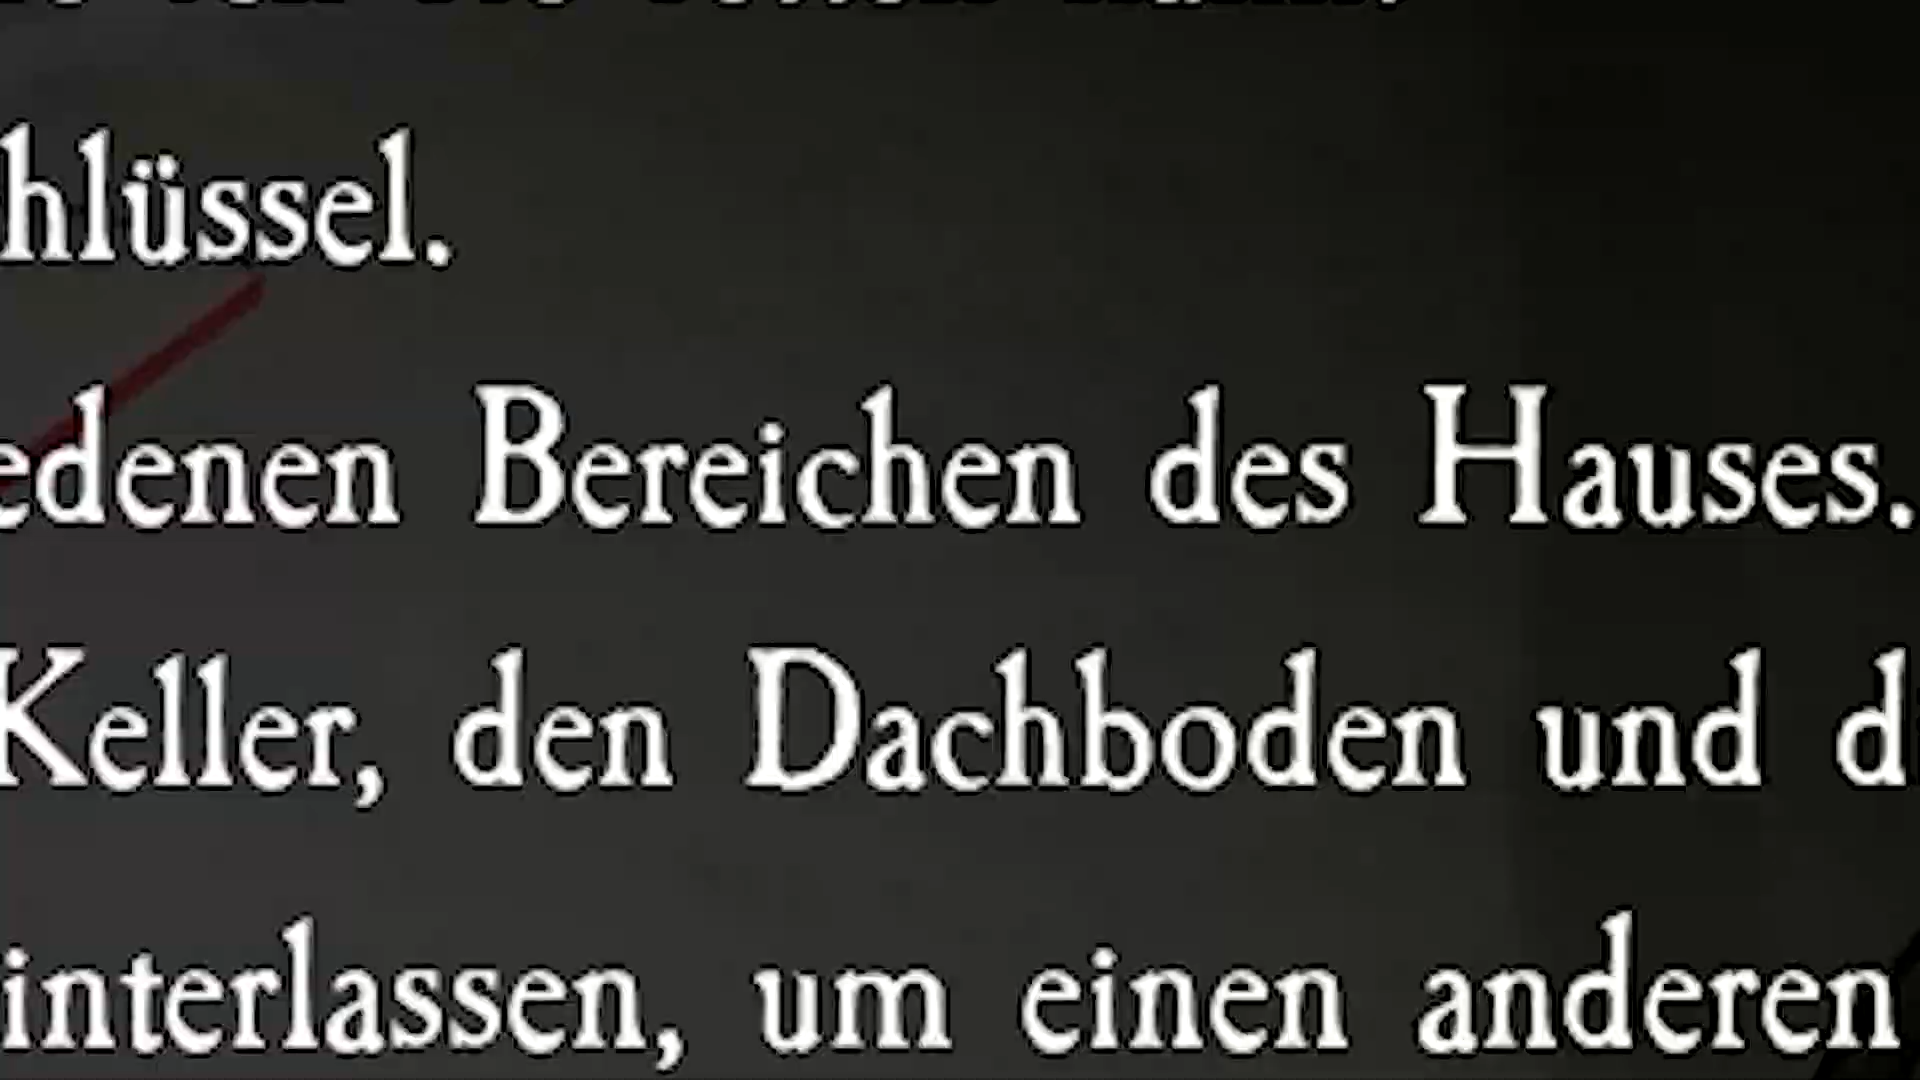 hlüssel.
edenen Bereichen des Hauses.
Keller, den Dachboden und d
interlassen, um einen anderen